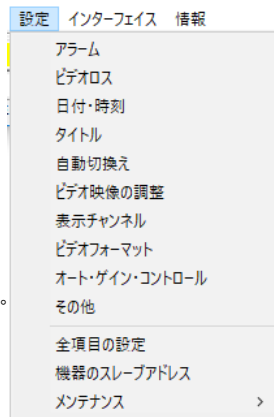 設定 インターフェイス 情報
アラーム
ビデオロス
日付・時刻
タイトル
自動切換え
ビデオ映像の調整
表示チャンネル
ビデオフォーマット
オート・ゲイン・コントロール
。
その他
全項目の設定
機器のスレーブアドレス
メンテナンス >